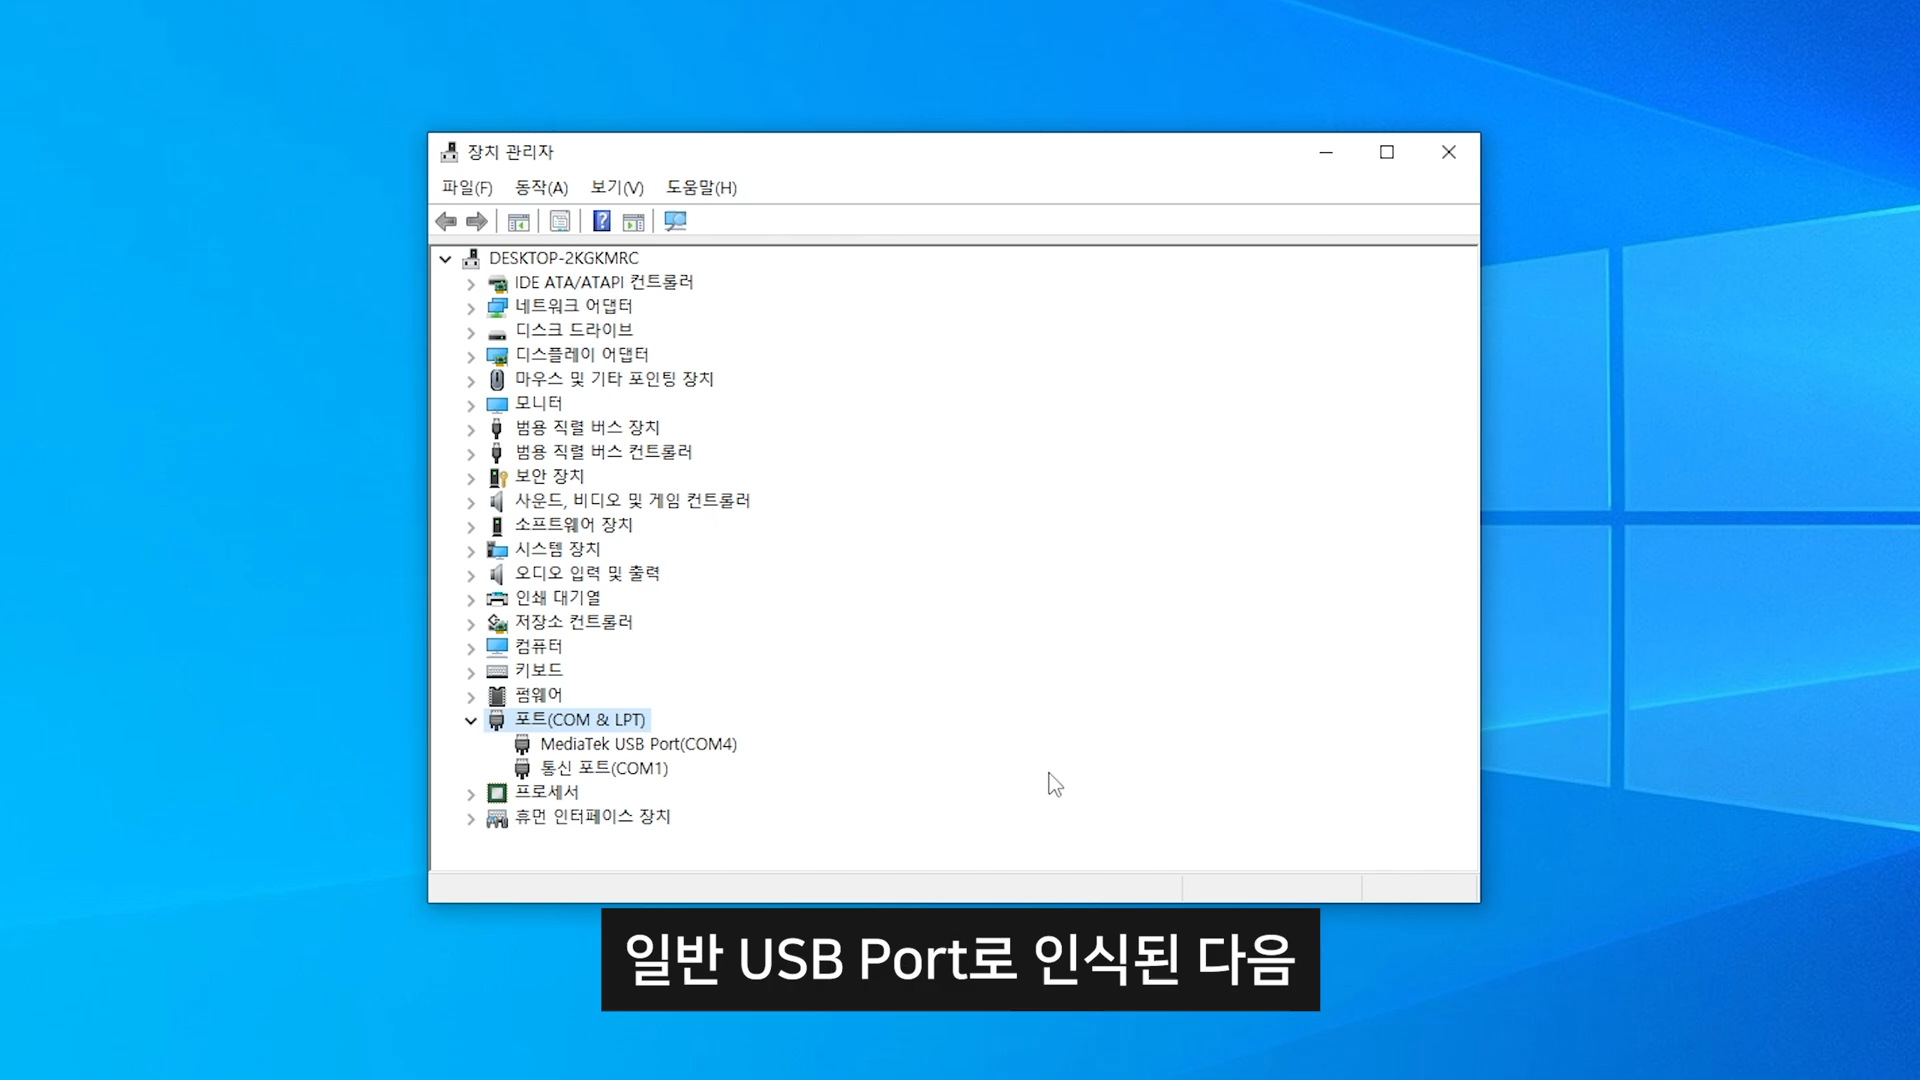 장치 관리자
파일(F) 동작(A) 보기(V) 도움말(H)
DESKTOP-2KGKMRC
IDE ATA/ATAPI 컨트롤러
네트워크 어댑터
디스크 드라이브
디스플레이 어댑터
마우스 및 기타 포인팅 장치
모니터
범용 직렬 버스 장치
범용 직렬 버스 컨트롤러
보안 장치
사운드, 비디오 및 게임 컨트롤러
소프트웨어 장치
시스템 장치
오디오 입력 및 출력
인쇄 대기열
저장소 컨트롤러
컴퓨터
키보드
펌웨어
포트(COM & LPT)
MediaTek USB Port(COM4)
통신 포트(COM1)
프로세서
휴먼 인터페이스 장치
일반 USB Port로 인식된 다음